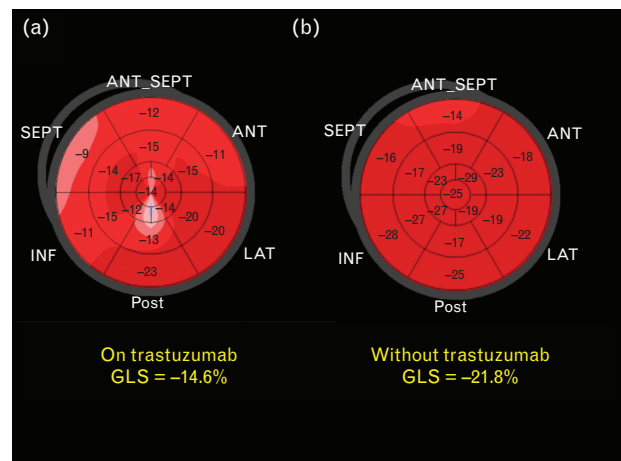 (a)
ANT_SEPT
SEPT
ANT
–12
–9
–15
–11
–14
–17
–14
–15
–14
–15
–12
–14
–20
–11
–13
–20
–23
INF
LAT
Post
On trastuzumab
GLS = –14.6%
(b)
ANT_SEPT
SEPT
ANT
–14
–16
–19
–18
–17
–23
–29
–23
–25
–27
–27
–19
–19
–28
–17
–22
–25
INF
LAT
Post
Without trastuzumab
GLS = –21.8%